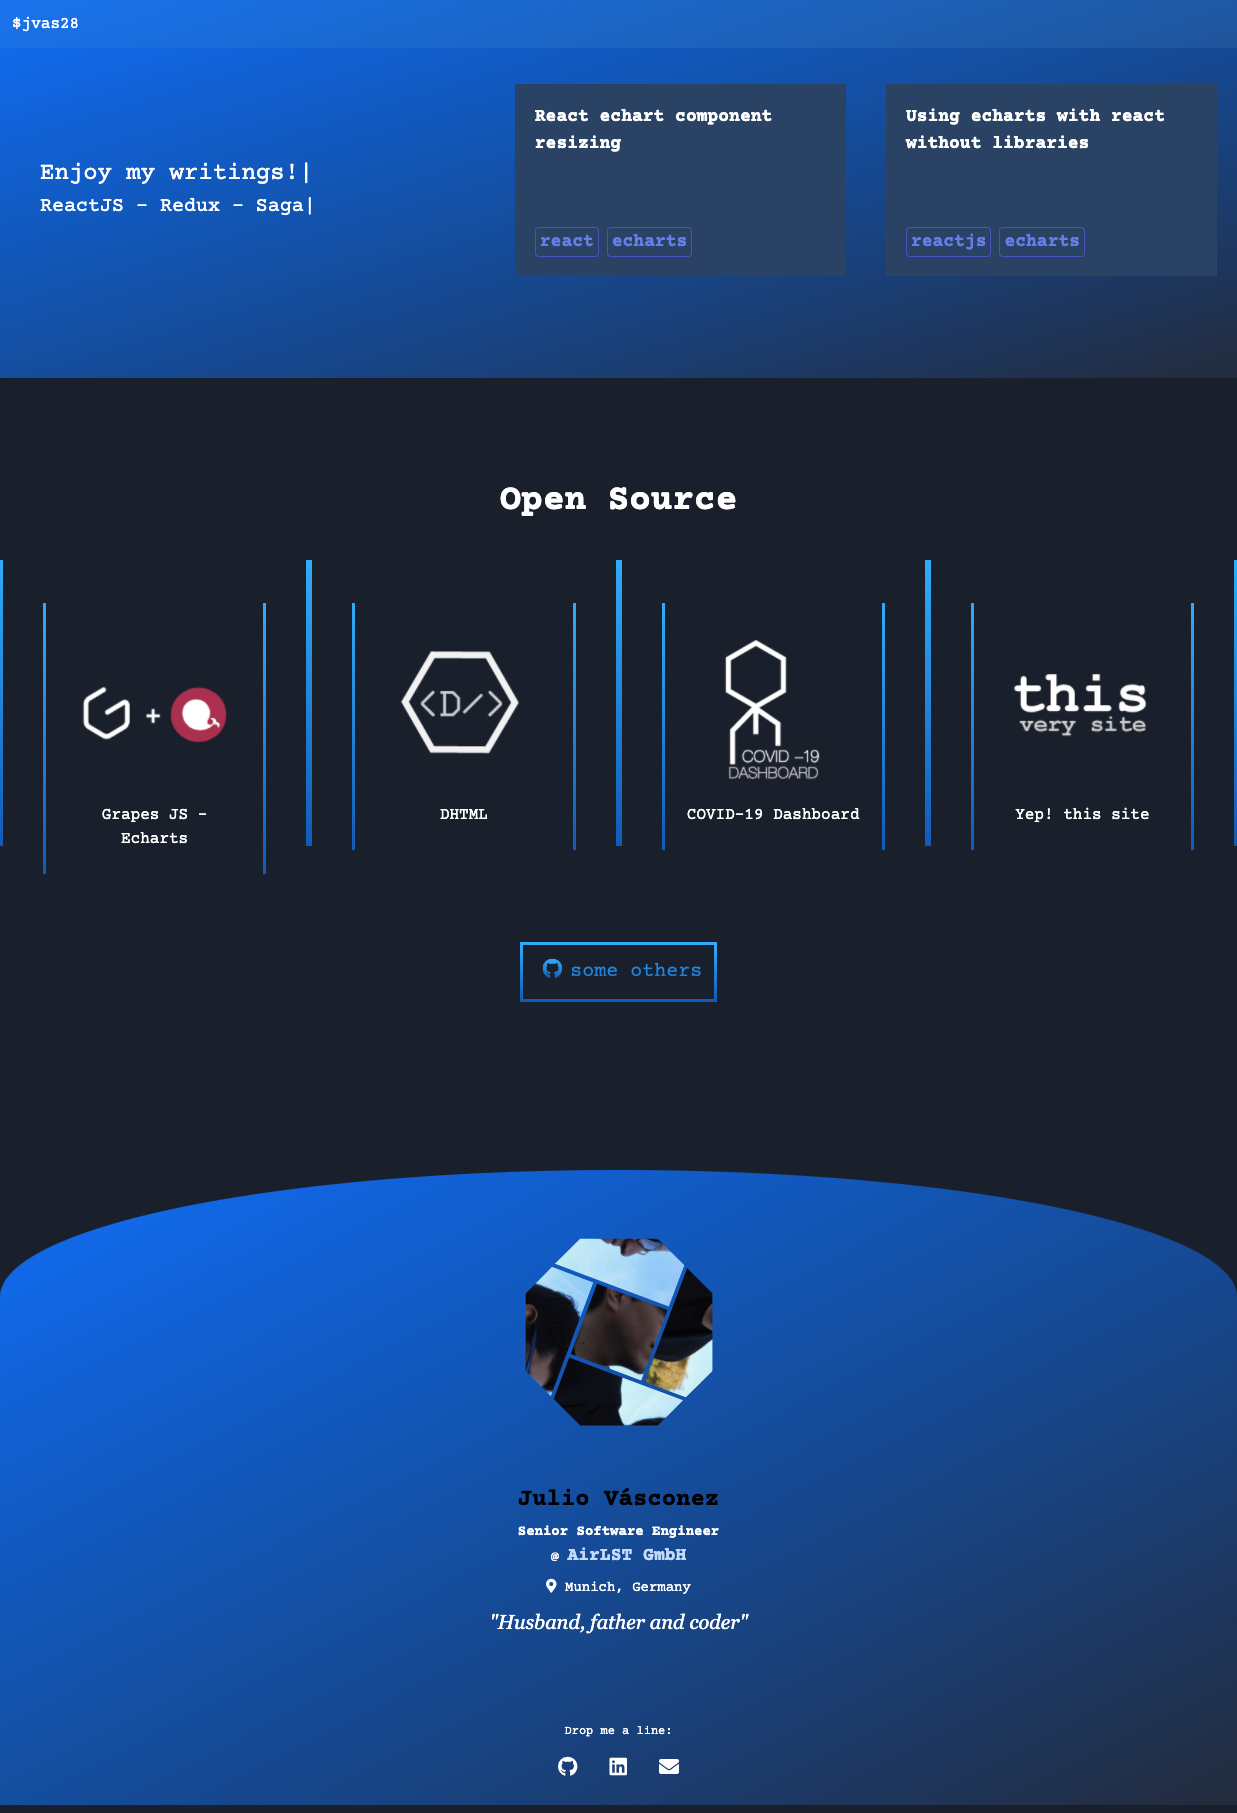 $jvas28
Enjoy my writings!|
ReactJS - Redux - Saga|
React echart component
resizing
react echarts
Using echarts with react
without libraries
reactjs echarts
Open Source
+
Grapes JS -
Echarts
<D/>
DHTML
COVID -19
DASHBOARD
COVID-19 Dashboard
this
very site
Yep! this site
some others
Julio Vásconez
Senior Software Engineer
@ AirLST GmbH
Munich, Germany
"Husband, father and coder"
Drop me a line: